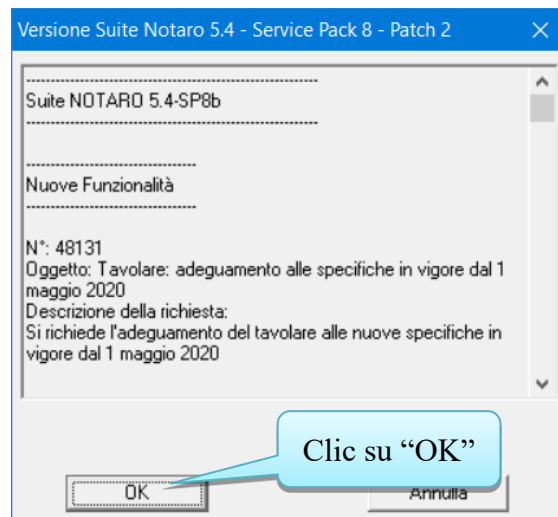 Versione Suite Notaro 5.4 - Service Pack 8 - Patch 2
Suite NOTARO 5.4-SP8b
Nuove Funzionalità
N°: 48131
Oggetto: Tavolare: adeguamento alle specifiche in vigore dal 1
maggio 2020
Descrizione della richiesta:
Si richiede l'adeguamento del tavolare alle nuove specifiche in
vigore dal 1 maggio 2020
Clic su “OK”
OK
Annulla